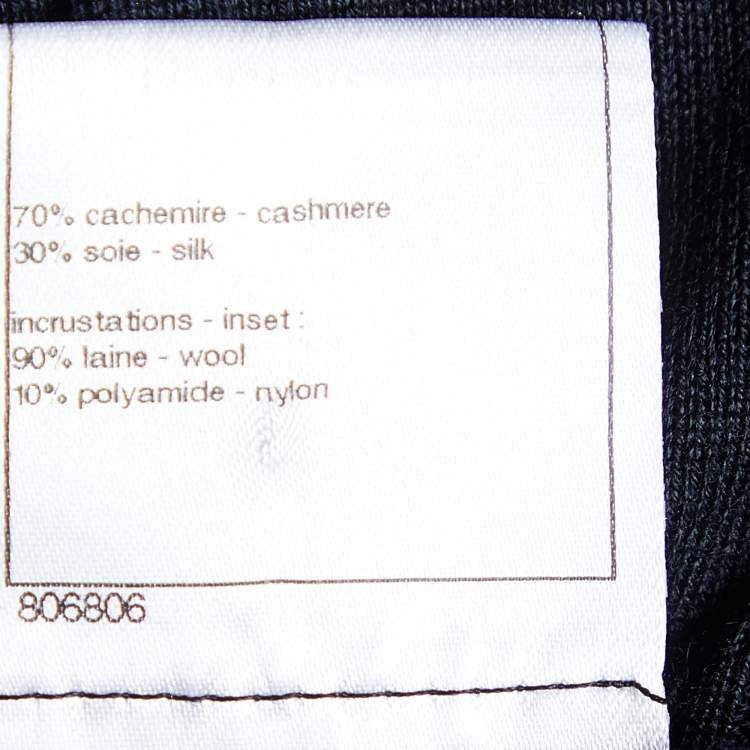 70% cachemire - cashmere
30% soie - silk
incrustations - inset :
90% laine - wool
10% polyamide - nylon
806806